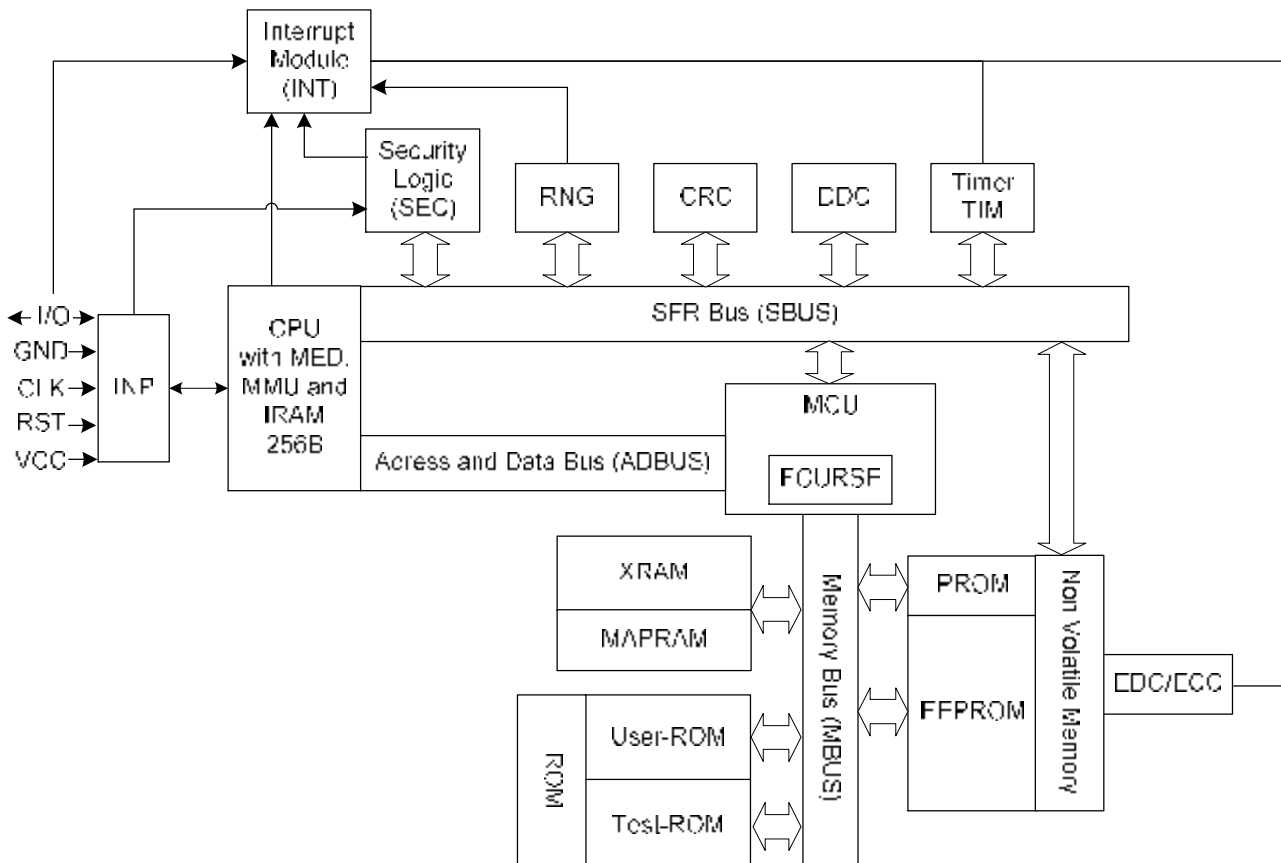 Interrupt
Module
(INT)
Security
Logic
(SEC)
RNG
CRC
DDC
Timer
TIM
SFR Bus (SBUS)
I/O
GND
CLK
RST
VCC
INP
CPU
with MED.
MMU and
IRAM
256B
MCU
Acress and Data Bus (ADBUS)
XRAM
MAPRAM
Memory Bus (MBUS)
PROM
Non Volatile Memory
EDC/ECC
ROM
User-ROM
Test-ROM